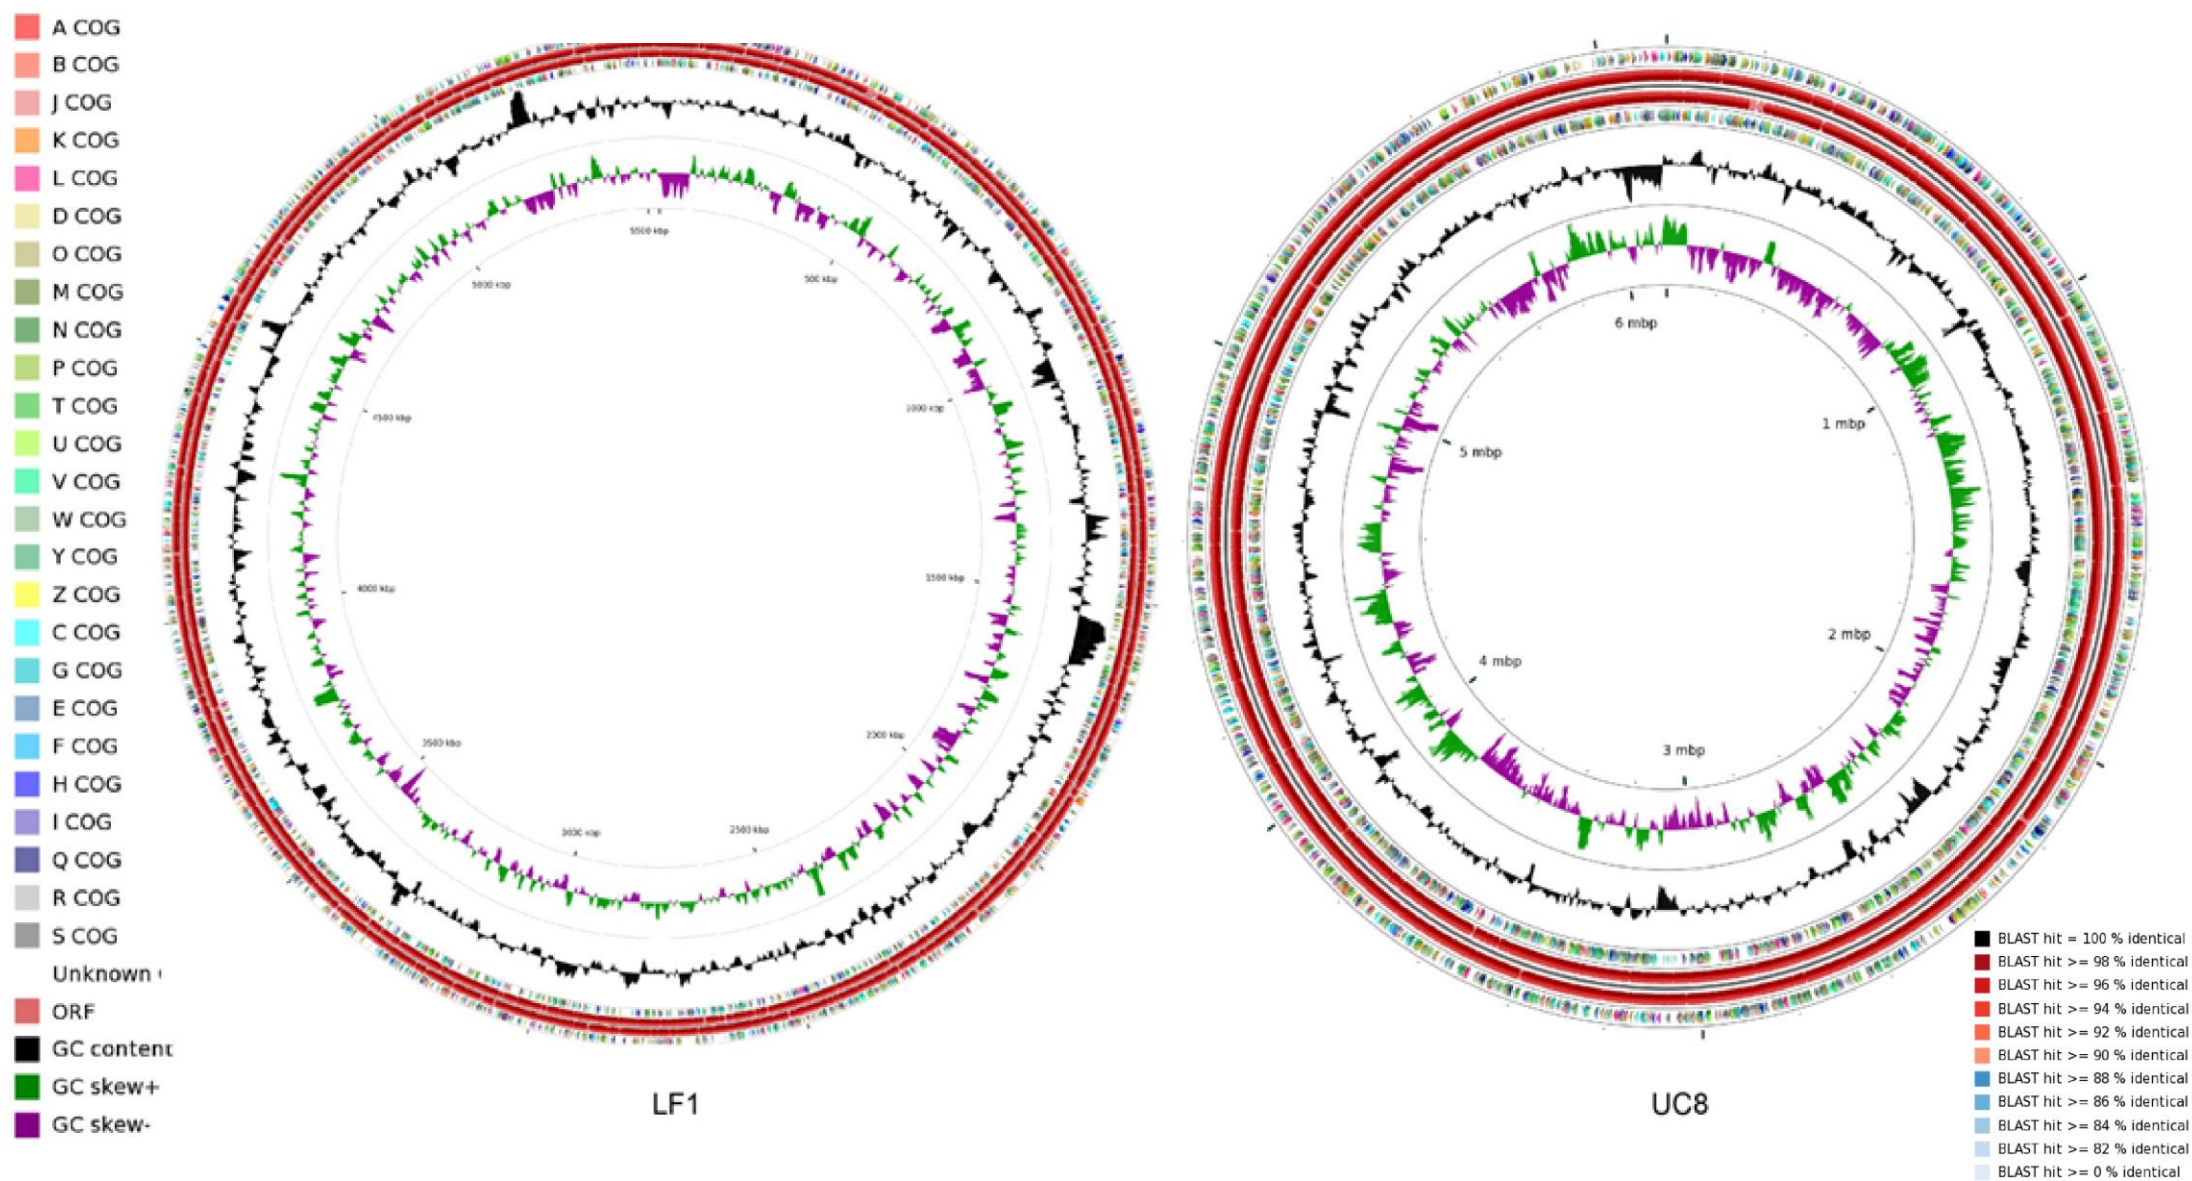 A COG
B COG
J COG
K COG
L COG
D COG
O COG
M COG
N COG
P COG
T COG
U COG
V COG
W COG
Y COG
Z COG
C COG
G COG
E COG
F COG
H COG
I COG
Q COG
R COG
S COG
Unknown
ORF
GC content
GC skew+
GC skew-
5500 kbp
500 kbp
1000 kbp
1500 kbp
2000 kbp
2500 kbp
3000 kbp
3500 kbp
4000 kbp
4500 kbp
5000 kbp
LF1
6 mbp
1 mbp
2 mbp
3 mbp
4 mbp
5 mbp
UC8
BLAST hit = 100 % identical
BLAST hit >= 98 % identical
BLAST hit >= 96 % identical
BLAST hit >= 94 % identical
BLAST hit >= 92 % identical
BLAST hit >= 90 % identical
BLAST hit >= 88 % identical
BLAST hit >= 86 % identical
BLAST hit >= 84 % identical
BLAST hit >= 82 % identical
BLAST hit >= 0 % identical